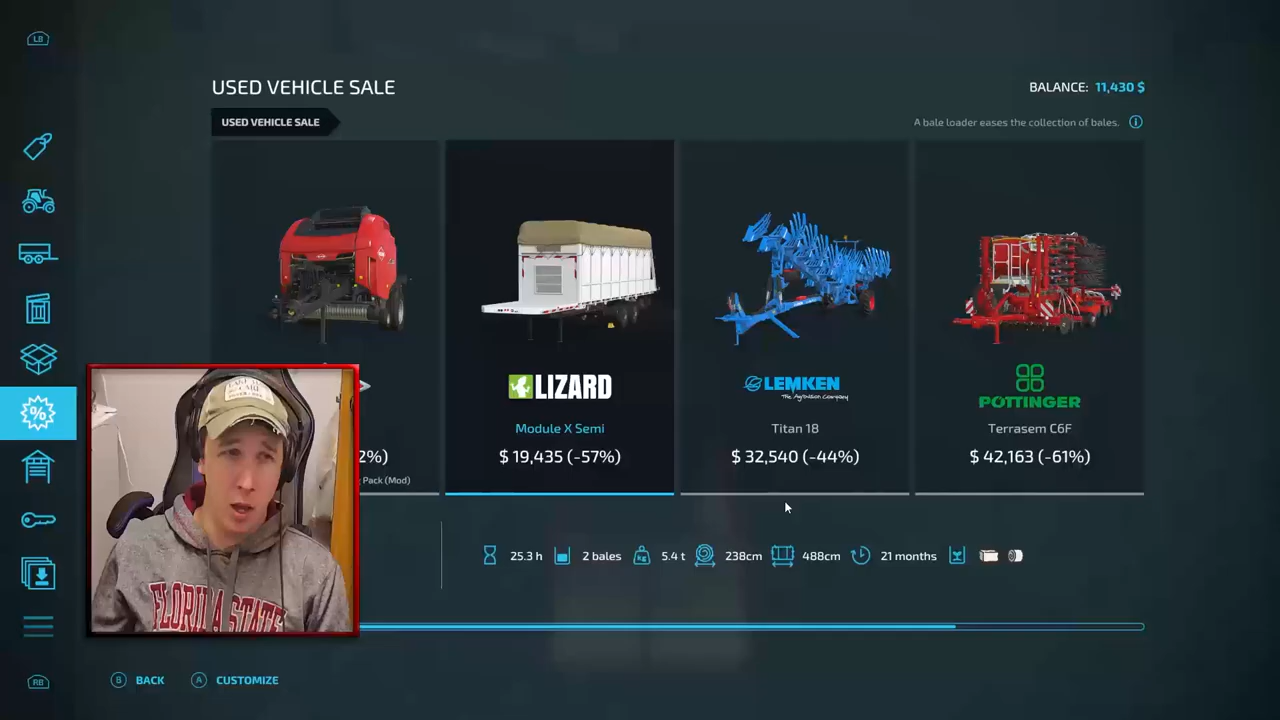 LB
USED VEHICLE SALE
BALANCE: 11,430 $
USED VEHICLE SALE
A bale loader eases the collection of bales.
LIZARD
Module X Semi
$ 19,435 (-57%)
LEMKEN
The Agrovision Company
Titan 18
$ 32,540 (-44%)
PÖTTINGER
Terrasem C6F
$ 42,163 (-61%)
2%)
Pack (Mod)
25.3 h
2 bales
5.4 t
238cm
488cm
21 months
FLORIDA STATE
RB
B BACK
A CUSTOMIZE